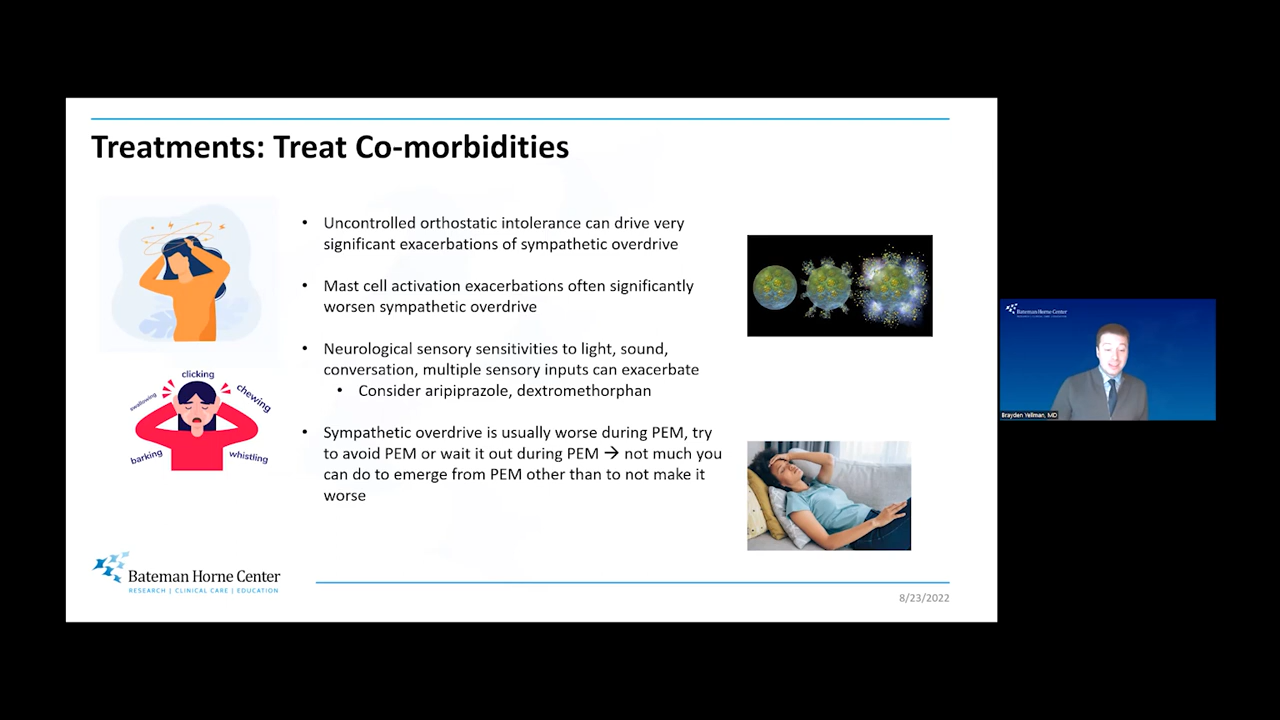 Treatments: Treat Co-morbidities
• Uncontrolled orthostatic intolerance can drive very
significant exacerbations of sympathetic overdrive
• Mast cell activation exacerbations often significantly
worsen sympathetic overdrive
• Neurological sensory sensitivities to light, sound,
conversation, multiple sensory inputs can exacerbate
• Consider aripiprazole, dextromethorphan
• Sympathetic overdrive is usually worse during PEM, try
to avoid PEM or wait it out during PEM → not much you
can do to emerge from PEM other than to not make it
worse
clicking
swallowing
chewing
barking
whistling
Bateman Horne Center
RESEARCH | CLINICAL CARE | EDUCATION
8/23/2022
Bateman Horne Center
RESEARCH | CLINICAL CARE | EDUCATION
Brayden Yellman, MD